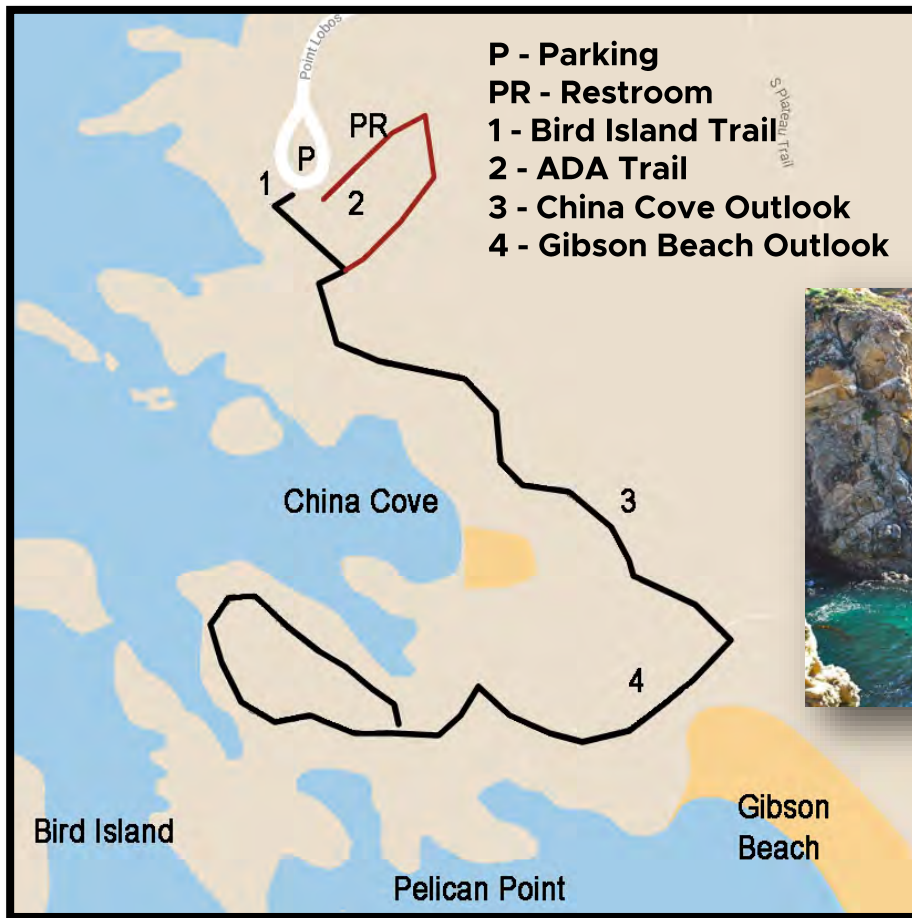 Point Lobos
P - Parking
PR - Restroom
1 - Bird Island Trail
2 - ADA Trail
3 - China Cove Outlook
4 - Gibson Beach Outlook
S Plateau Trail
PR
P
1
2
China Cove
3
4
Bird Island
Gibson
Beach
Pelican Point